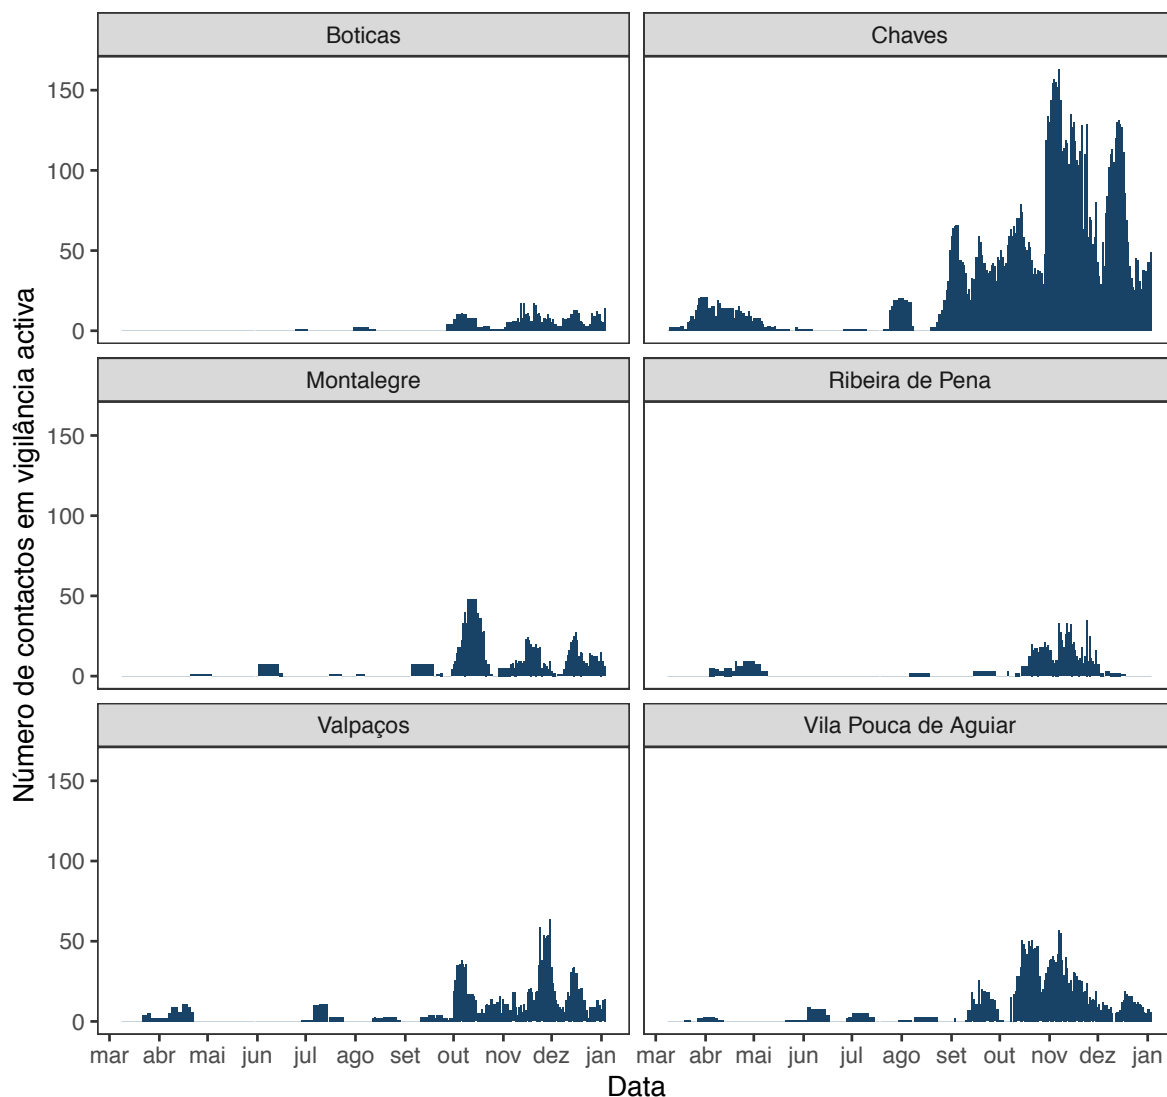 Boticas
Chaves
150
100
50
0
Montalegre
Ribeira de Pena
150
100
50
0
Valpaços
Vila Pouca de Aguiar
150
100
50
0
mar abr mai jun jul ago set out nov dez jan
mar abr mai jun jul ago set out nov dez jan
Data
Número de contactos em vigilância activa